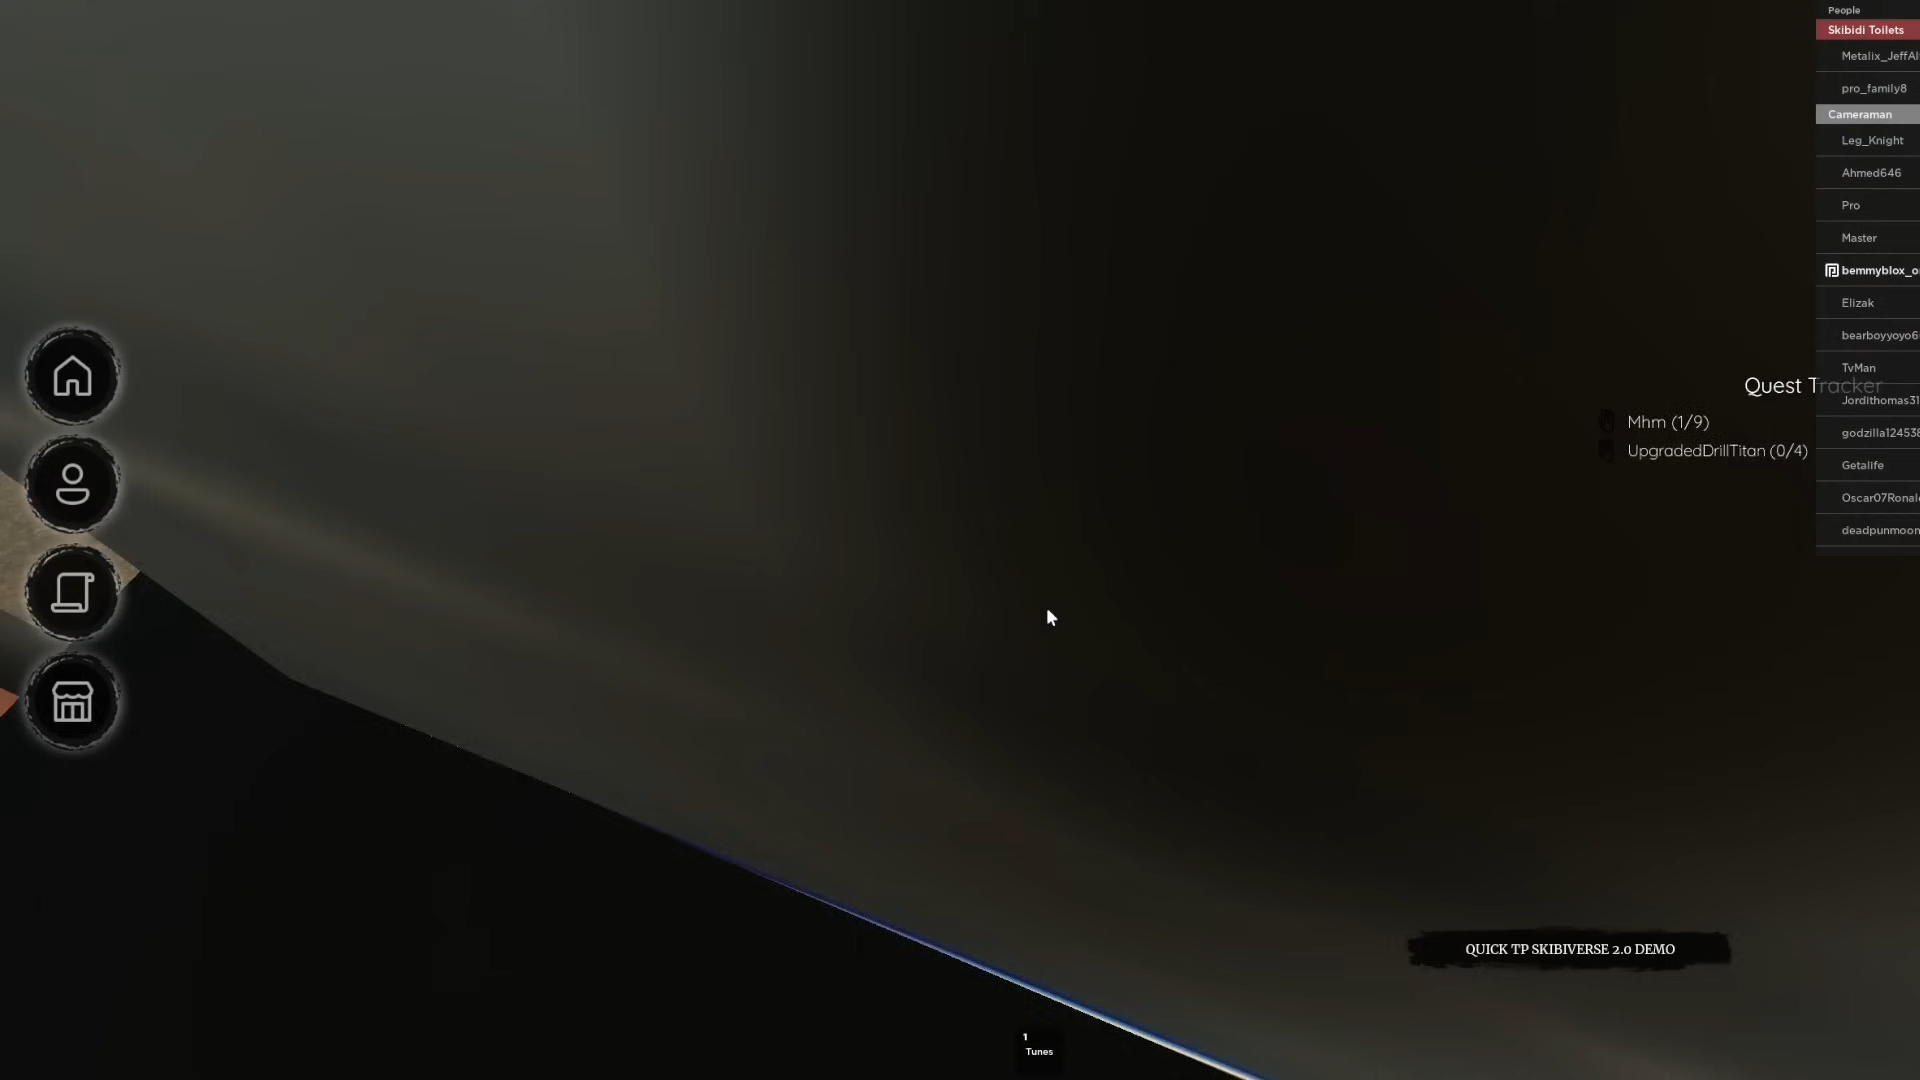 People
Skibidi Toilets
Metalix_JeffAl
pro_family8
Cameraman
Leg_Knight
Ahmed646
Pro
Master
bemmyblox_o
Elizak
bearboyyoyo6
TvMan
Quest Tracker
Jordithomas31
Mhm (1/9)
godzilla124538
UpgradedDrillTitan (0/4)
Getalife
Oscar07Ronal
deadpunmoon
QUICK TP SKIBIVERSE 2.0 DEMO
1
Tunes